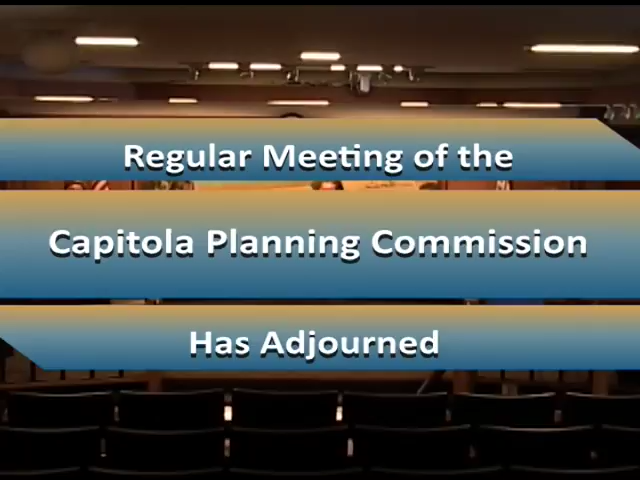 Regular Meeting of the
Capitola Planning Commission
Has Adjourned